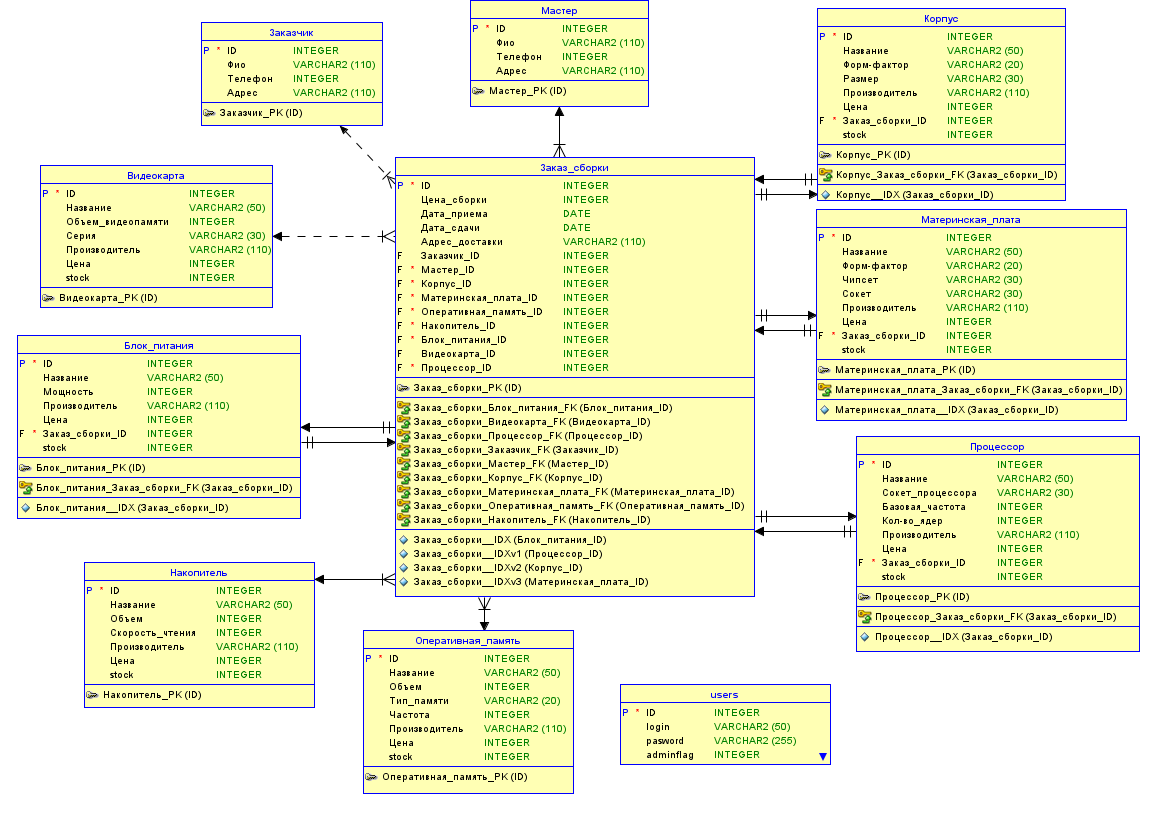 Заказчик
P * ID INTEGER
Фио VARCHAR2 (110)
Телефон INTEGER
Адрес VARCHAR2 (110)
Заказчик_PK (ID)
Мастер
P * ID INTEGER
Фио VARCHAR2 (110)
Телефон INTEGER
Адрес VARCHAR2 (110)
Мастер_PK (ID)
Корпус
P * ID INTEGER
Название VARCHAR2 (50)
Форм-фактор VARCHAR2 (20)
Размер VARCHAR2 (30)
Производитель VARCHAR2 (110)
Цена INTEGER
F * Заказ_сборки_ID INTEGER
stock INTEGER
Корпус_PK (ID)
Корпус_Заказ_сборки_FK (Заказ_сборки_ID)
Корпус__IDX (Заказ_сборки_ID)
Видеокарта
P * ID INTEGER
Название VARCHAR2 (50)
Объем_видеопамяти INTEGER
Серия VARCHAR2 (30)
Производитель VARCHAR2 (110)
Цена INTEGER
stock INTEGER
Видеокарта_PK (ID)
Заказ_сборки
P * ID INTEGER
Цена_сборки INTEGER
Дата_приема DATE
Дата_сдачи DATE
Адрес_доставки VARCHAR2 (110)
F Заказчик_ID INTEGER
F * Мастер_ID INTEGER
F * Корпус_ID INTEGER
F * Материнская_плата_ID INTEGER
F * Оперативная_память_ID INTEGER
F * Накопитель_ID INTEGER
F * Блок_питания_ID INTEGER
F Видеокарта_ID INTEGER
F * Процессор_ID INTEGER
Заказ_сборки_PK (ID)
Заказ_сборки_Блок_питания_FK (Блок_питания_ID)
Заказ_сборки_Видеокарта_FK (Видеокарта_ID)
Заказ_сборки_Процессор_FK (Процессор_ID)
Заказ_сборки_Заказчик_FK (Заказчик_ID)
Заказ_сборки_Мастер_FK (Мастер_ID)
Заказ_сборки_Корпус_FK (Корпус_ID)
Заказ_сборки_Материнская_плата_FK (Материнская_плата_ID)
Заказ_сборки_Оперативная_память_FK (Оперативная_память_ID)
Заказ_сборки_Накопитель_FK (Накопитель_ID)
Заказ_сборки__IDX (Блок_питания_ID)
Заказ_сборки__IDXv1 (Процессор_ID)
Заказ_сборки__IDXv2 (Корпус_ID)
Заказ_сборки__IDXv3 (Материнская_плата_ID)
Материнская_плата
P * ID INTEGER
Название VARCHAR2 (50)
Форм-фактор VARCHAR2 (20)
Чипсет VARCHAR2 (30)
Сокет VARCHAR2 (30)
Производитель VARCHAR2 (110)
Цена INTEGER
F * Заказ_сборки_ID INTEGER
stock INTEGER
Материнская_плата_PK (ID)
Материнская_плата_Заказ_сборки_FK (Заказ_сборки_ID)
Материнская_плата__IDX (Заказ_сборки_ID)
Блок_питания
P * ID INTEGER
Название VARCHAR2 (50)
Мощность INTEGER
Производитель VARCHAR2 (110)
Цена INTEGER
F * Заказ_сборки_ID INTEGER
stock INTEGER
Блок_питания_PK (ID)
Блок_питания_Заказ_сборки_FK (Заказ_сборки_ID)
Блок_питания__IDX (Заказ_сборки_ID)
Процессор
P * ID INTEGER
Название VARCHAR2 (50)
Сокет_процессора VARCHAR2 (30)
Базовая_частота INTEGER
Кол-во_ядер INTEGER
Производитель VARCHAR2 (110)
Цена INTEGER
F * Заказ_сборки_ID INTEGER
stock INTEGER
Процессор_PK (ID)
Процессор_Заказ_сборки_FK (Заказ_сборки_ID)
Процессор__IDX (Заказ_сборки_ID)
Накопитель
P * ID INTEGER
Название VARCHAR2 (50)
Объем INTEGER
Скорость_чтения INTEGER
Производитель VARCHAR2 (110)
Цена INTEGER
stock INTEGER
Накопитель_PK (ID)
Оперативная_память
P * ID INTEGER
Название VARCHAR2 (50)
Объем INTEGER
Тип_памяти VARCHAR2 (20)
Частота INTEGER
Производитель VARCHAR2 (110)
Цена INTEGER
stock INTEGER
Оперативная_память_PK (ID)
users
P * ID INTEGER
login VARCHAR2 (50)
pasword VARCHAR2 (255)
adminflag INTEGER